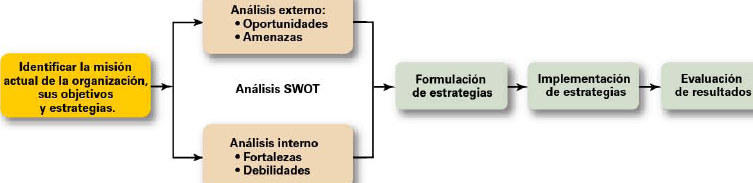 Identificar la misión
actual de la organización,
sus objetivos
y estrategias.
Análisis externo:
• Oportunidades
• Amenazas
Análisis SWOT
Análisis interno
• Fortalezas
• Debilidades
Formulación
de estrategias
Implementación
de estrategias
Evaluación
de resultados